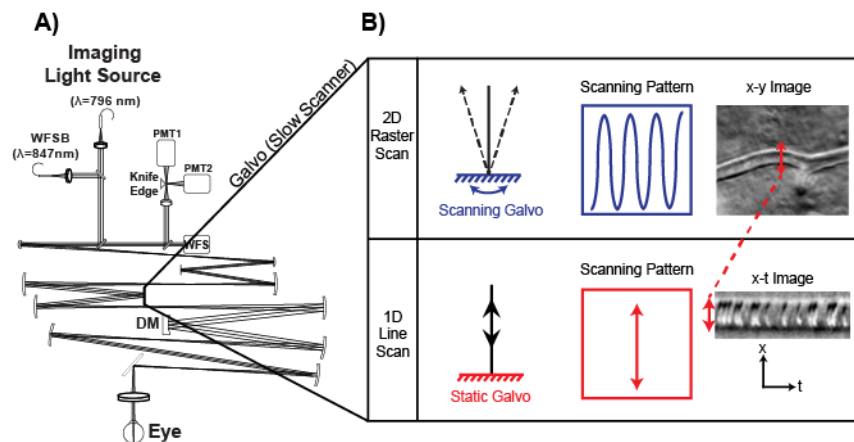 A)
Imaging
Light Source
(λ=796 nm)
WFSB
(λ=847nm)
PMT1
PMT2
Knife
Edge
WFS
DM
Eye
Galvo (Slow Scanner)
B)
2D
Raster
Scan
Scanning Galvo
Scanning Pattern
x-y Image
1D
Line
Scan
Static Galvo
Scanning Pattern
x-t Image
x
t